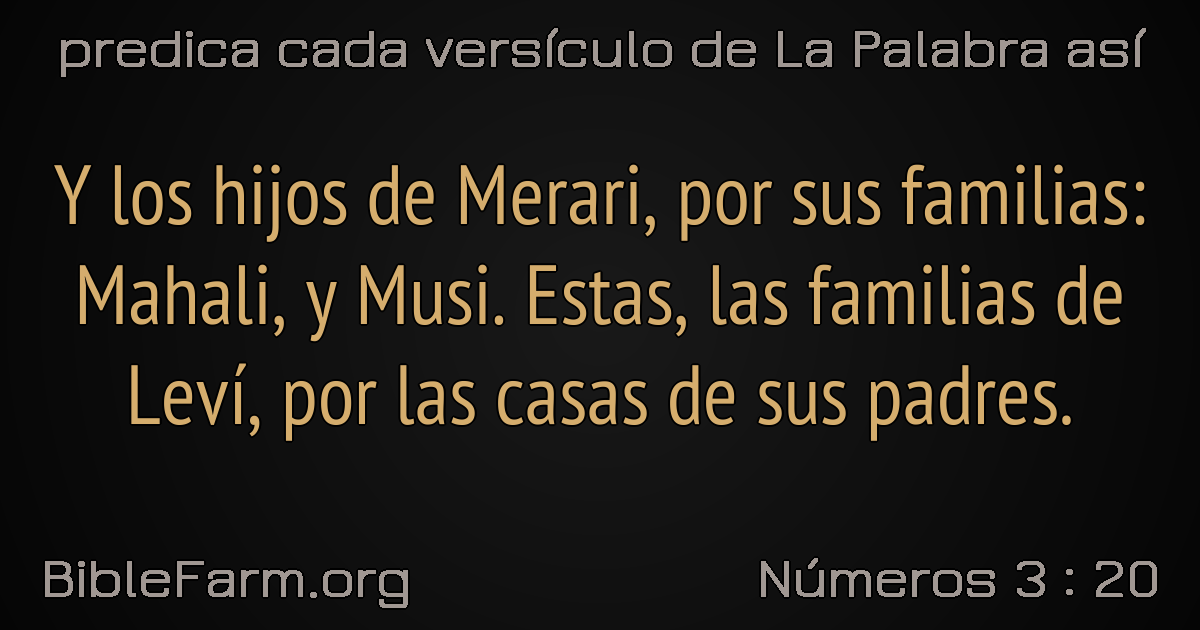 predica cada versículo de La Palabra así
Y los hijos de Merari, por sus familias:
Mahali, y Musi. Estas, las familias de
Leví, por las casas de sus padres.
BibleFarm.org
Números 3 : 20